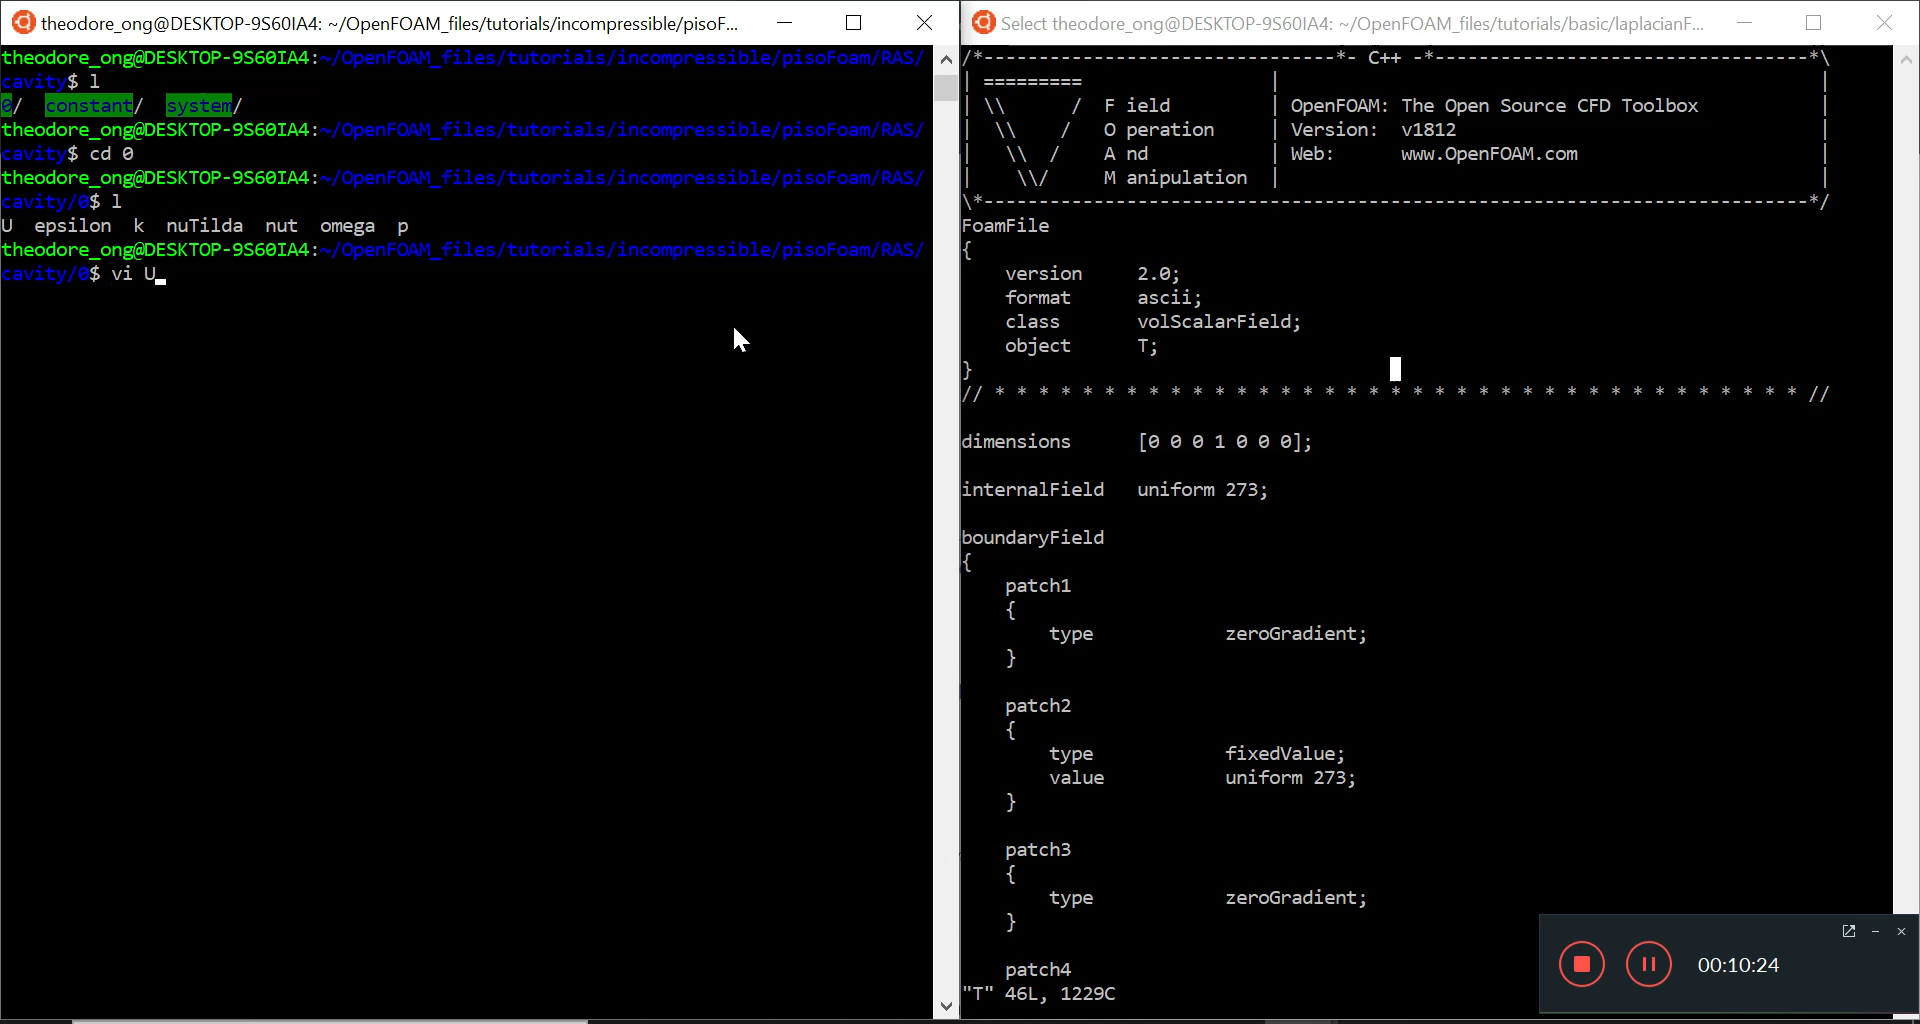 theodore_ong@DESKTOP-9S60IA4: ~/OpenFOAM_files/tutorials/incompressible/pisoF...
theodore_ong@DESKTOP-9S60IA4:~/OpenFOAM_files/tutorials/incompressible/pisoFoam/RAS/
cavity$ l
0/  constant/  system/
theodore_ong@DESKTOP-9S60IA4:~/OpenFOAM_files/tutorials/incompressible/pisoFoam/RAS/
cavity$ cd 0
theodore_ong@DESKTOP-9S60IA4:~/OpenFOAM_files/tutorials/incompressible/pisoFoam/RAS/
cavity/0$ l
U  epsilon  k  nuTilda  nut  omega  p
theodore_ong@DESKTOP-9S60IA4:~/OpenFOAM_files/tutorials/incompressible/pisoFoam/RAS/
cavity/0$ vi U
Select theodore_ong@DESKTOP-9S60IA4: ~/OpenFOAM_files/tutorials/basic/laplacianF...
/*--------------------------------*- C++ -*----------------------------------*\
| =========                 |                                                 |
| \\      /  F ield         | OpenFOAM: The Open Source CFD Toolbox           |
|  \\    /   O peration     | Version:  v1812                                 |
|   \\  /    A nd           | Web:      www.OpenFOAM.com                      |
|    \\/     M anipulation  |                                                 |
\*---------------------------------------------------------------------------*/
FoamFile
{
    version     2.0;
    format      ascii;
    class       volScalarField;
    object      T;
}
// * * * * * * * * * * * * * * * * * * * * * * * * * * * * * * * * * * * * * //
dimensions      [0 0 0 1 0 0 0];
internalField   uniform 273;
boundaryField
{
    patch1
    {
        type            zeroGradient;
    }
    patch2
    {
        type            fixedValue;
        value           uniform 273;
    }
    patch3
    {
        type            zeroGradient;
    }
    patch4
"T" 46L, 1229C
00:10:24